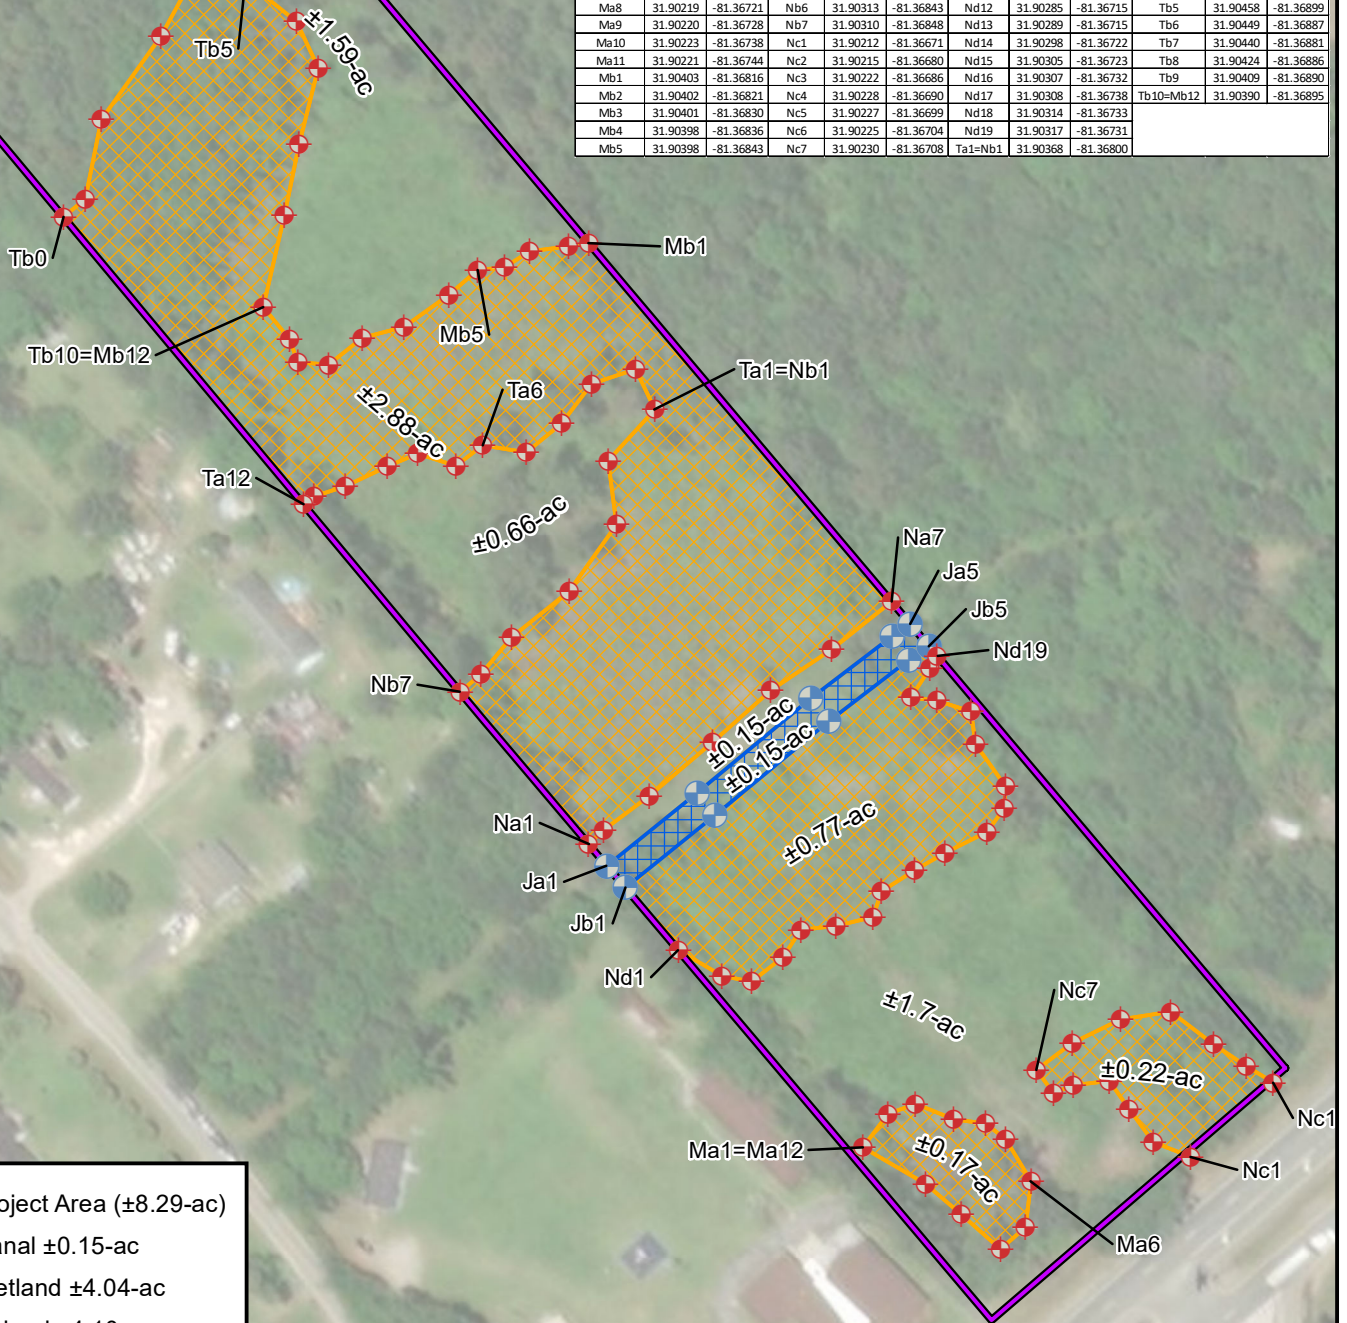 Ma8 31.90219 -81.36721 Nb6 31.90313 -81.36843 Nd12 31.90285 -81.36715 Tb5 31.90458 -81.36899
Ma9 31.90220 -81.36728 Nb7 31.90310 -81.36848 Nd13 31.90289 -81.36715 Tb6 31.90449 -81.36887
Ma10 31.90223 -81.36738 Nc1 31.90212 -81.36671 Nd14 31.90298 -81.36722 Tb7 31.90440 -81.36881
Ma11 31.90221 -81.36744 Nc2 31.90215 -81.36680 Nd15 31.90305 -81.36723 Tb8 31.90424 -81.36886
Mb1 31.90403 -81.36816 Nc3 31.90222 -81.36686 Nd16 31.90307 -81.36732 Tb9 31.90409 -81.36890
Mb2 31.90402 -81.36821 Nc4 31.90228 -81.36690 Nd17 31.90308 -81.36738 Tb10=Mb12 31.90390 -81.36895
Mb3 31.90401 -81.36830 Nc5 31.90227 -81.36699 Nd18 31.90314 -81.36733
Mb4 31.90398 -81.36836 Nc6 31.90225 -81.36704 Nd19 31.90317 -81.36731
Mb5 31.90398 -81.36843 Nc7 31.90230 -81.36708 Ta1=Nb1 31.90368 -81.36800
±1.59-ac
Tb5
Mb1
Tb0
Mb5
Tb10=Mb12
Ta1=Nb1
Ta6
±2.88-ac
Ta12
±0.66-ac
Na7
Ja5
Jb5
Nd19
Nb7
±0.15-ac
±0.15-ac
Na1
±0.77-ac
Ja1
Jb1
Nd1
Nc7
±1.7-ac
±0.22-ac
Nc1
Ma1=Ma12
±0.17-ac
Nc1
Ma6
oject Area (±8.29-ac)
anal ±0.15-ac
etland ±4.04-ac